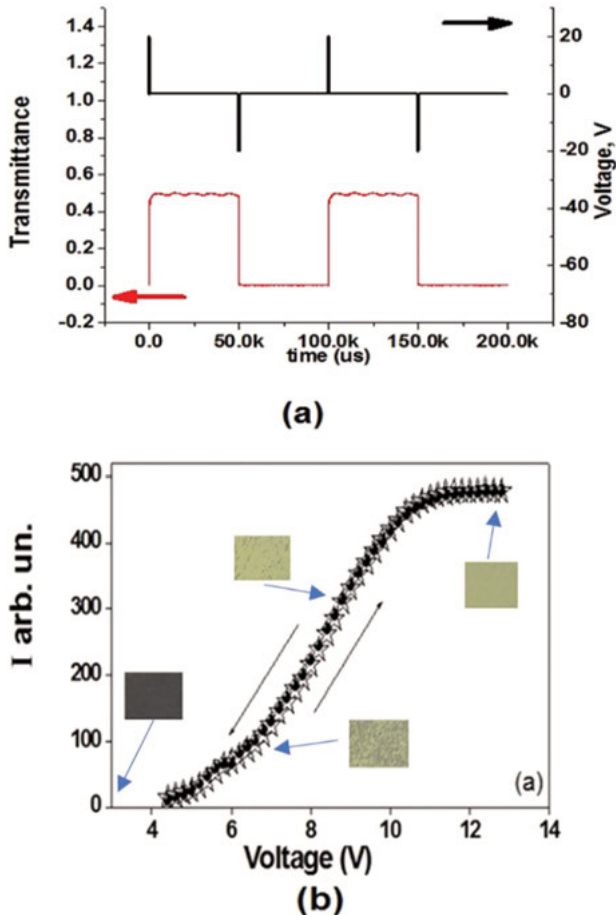 1.4
1.2
1.0
0.8
0.6
0.4
0.2
0.0
-0.2
Transmittance
20
0
-20
-40
-60
-80
Voltage, V
0.0 50.0k 100.0k 150.0k 200.0k
time (us)
(a)
500
400
300
200
100
0
I arb. un.
(a)
4 6 8 10 12 14
Voltage (V)
(b)